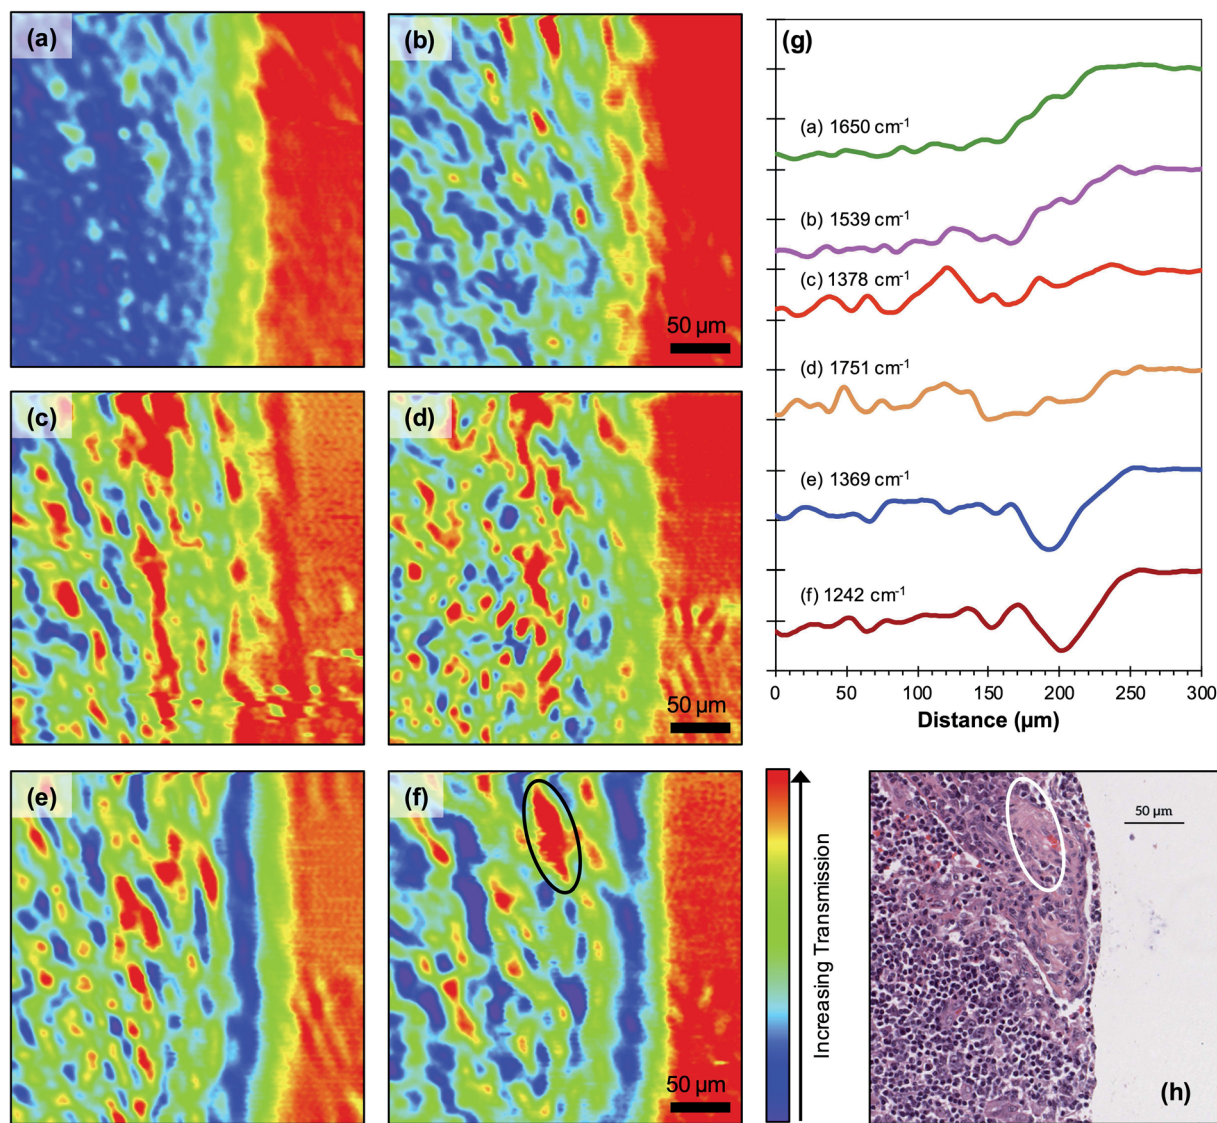 (a)
(b)
50 µm
(c)
(d)
50 µm
(e)
(f)
50 µm
Increasing Transmission
(g)
(a) 1650 cm⁻¹
(b) 1539 cm⁻¹
(c) 1378 cm⁻¹
(d) 1751 cm⁻¹
(e) 1369 cm⁻¹
(f) 1242 cm⁻¹
0 50 100 150 200 250 300
Distance (µm)
50 µm
(h)